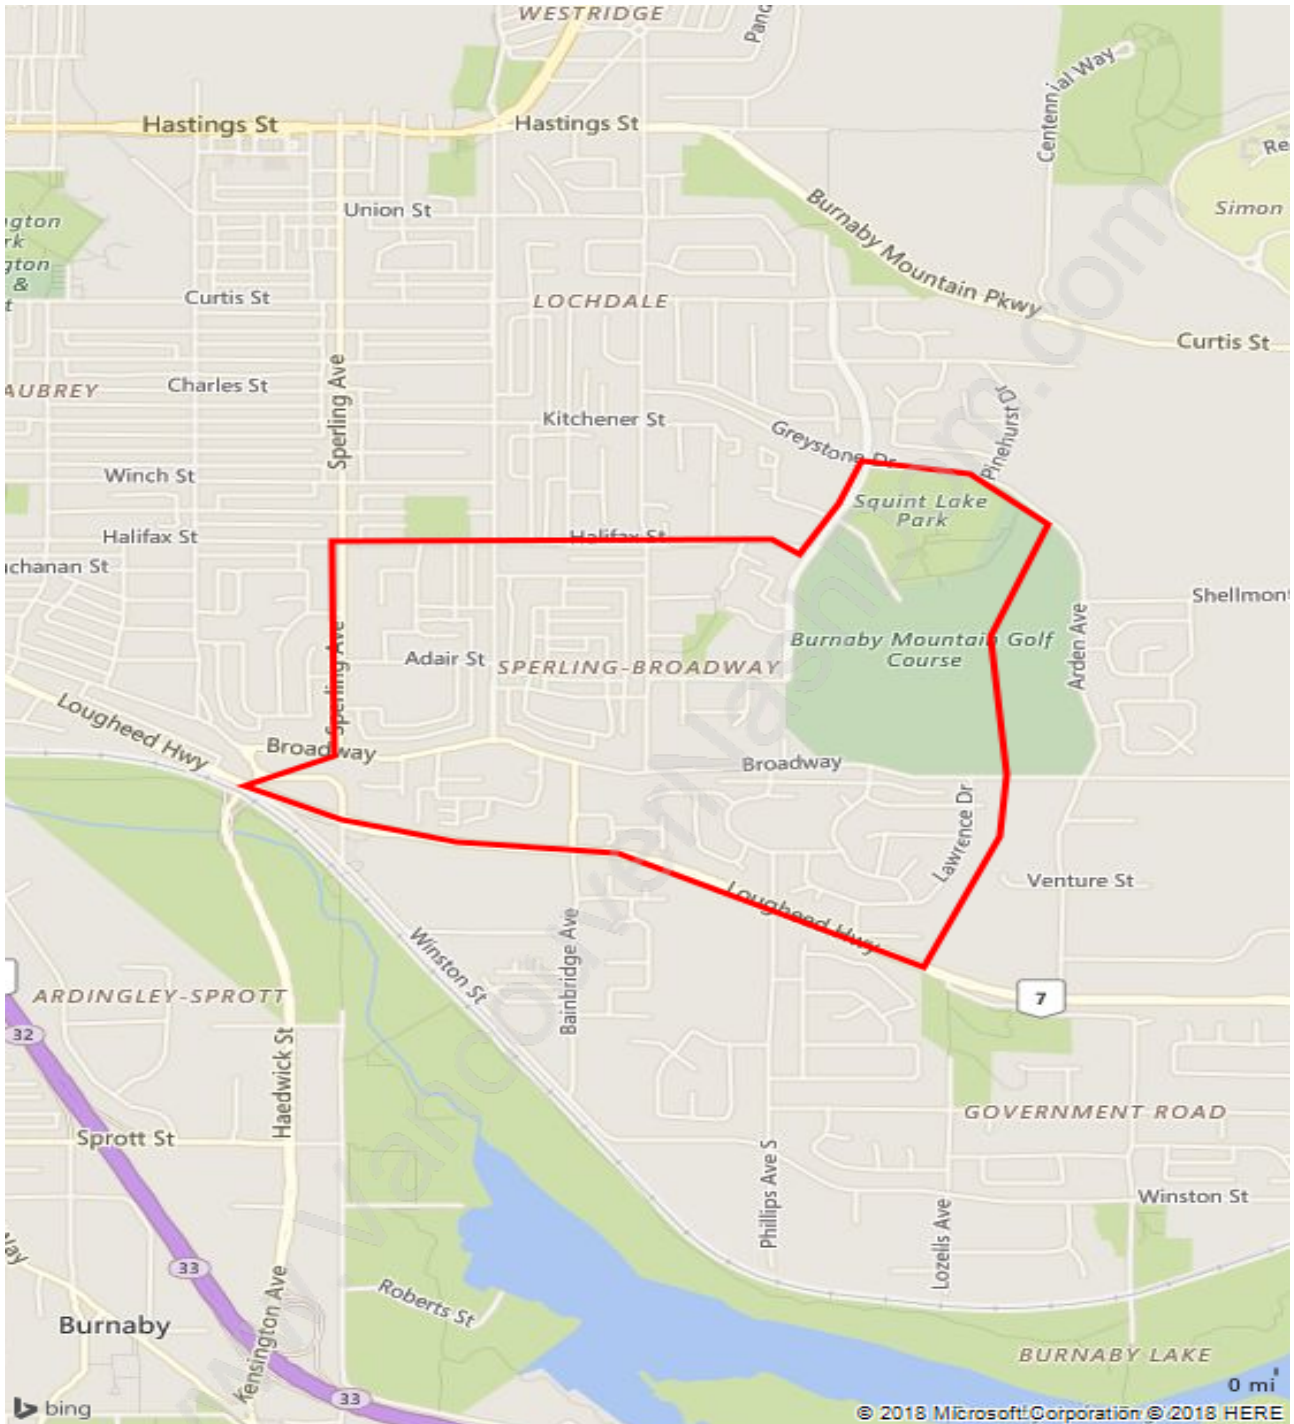 WESTRIDGE
Hastings St
Hastings St
Centennial Way
Union St
Burnaby Mountain Pkwy
Simon
Curtis St
LOCHDALE
Curtis St
Sperling Ave
AUBREY
Charles St
Kitchener St
Greystone Dr
Pinehurst Dr
Winch St
Squint Lake
Park
Halifax St
Halifax St
Shellmont
Adair St
SPERLING-BROADWAY
Burnaby Mountain Golf
Course
Arden Ave
Sperling Ave
Lougheed Hwy
Broadway
Broadway
Lawrence Dr
Venture St
Lougheed Hwy
Winston St
Bainbridge Ave
ARDINGLEY-SPROTT
7
32
Haedwick St
Sprott St
GOVERNMENT ROAD
Phillips Ave S
Winston St
Lozells Ave
33
Roberts St
Burnaby
Kensington Ave
BURNABY LAKE
33
0 mi
bing
© 2018 Microsoft Corporation © 2018 HERE